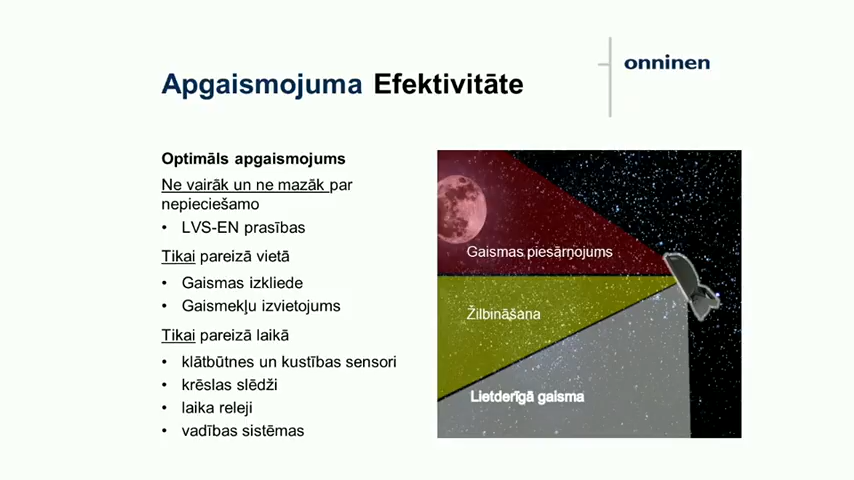 onninen
Apgaismojuma Efektivitāte
Optimāls apgaismojums
Ne vairāk un ne mazāk par
nepieciešamo
• LVS-EN prasības
Tikai pareizā vietā
• Gaismas izkliede
• Gaismekļu izvietojums
Tikai pareizā laikā
• klātbūtnes un kustības sensori
• krēslas slēdži
• laika releji
• vadības sistēmas
Gaismas piesārņojums
Žilbināšana
Lietderīgā gaisma